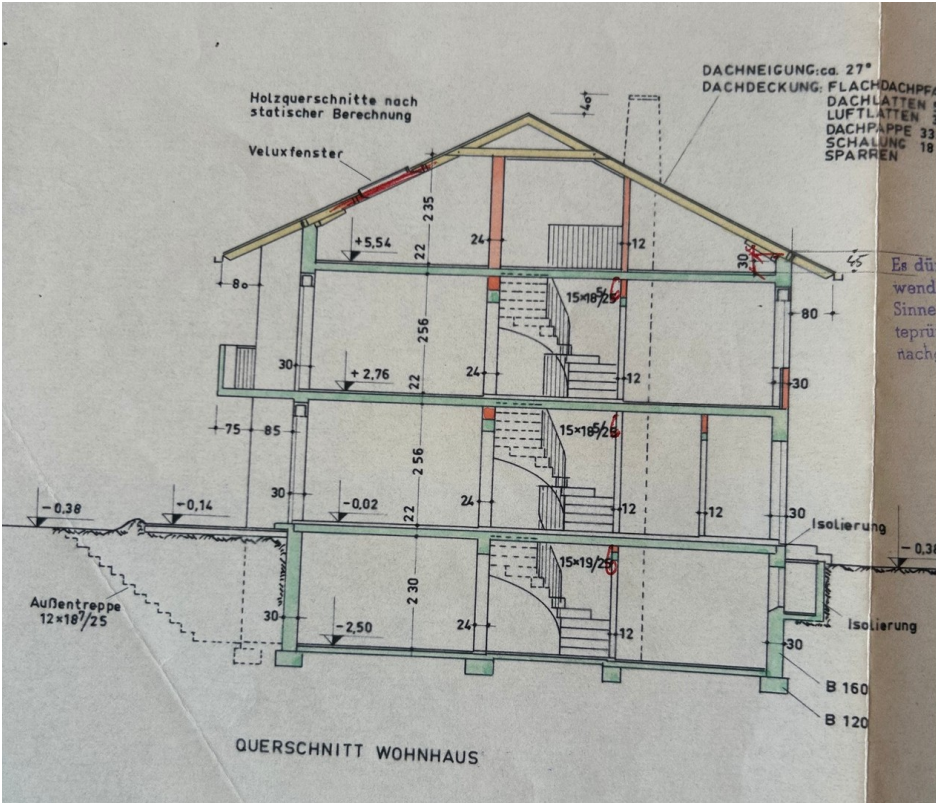 DACHNEIGUNG: ca. 27°
DACHDECKUNG: FLACHDACHPFA
DACHLATTEN
LUFTLATTEN
DACHPAPPE 33
SCHALUNG 18
SPARREN
Holzquerschnitte nach
statischer Berechnung
Veluxfenster
40
2 35
24
12
+5,54
22
30
45
80
80
15×18/25
256
30
24
12
30
+2,76
22
75
85
15×18/25
2 56
-0,38
-0,14
30
-0,02
24
12
12
30
22
Isolierung
-0,38
15×19/25
2 30
Außentreppe
12×18⁷/25
30
24
12
-2,50
30
Isolierung
B 160
B 120
Es dür
wend
Sinne
teprü
nachg
QUERSCHNITT WOHNHAUS